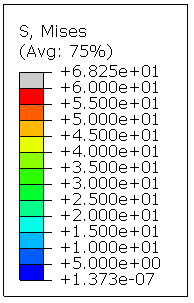 S, Mises
(Avg: 75%)
+6.825e+01
+6.000e+01
+5.500e+01
+5.000e+01
+4.500e+01
+4.000e+01
+3.500e+01
+3.000e+01
+2.500e+01
+2.000e+01
+1.500e+01
+1.000e+01
+5.000e+00
+1.373e-07